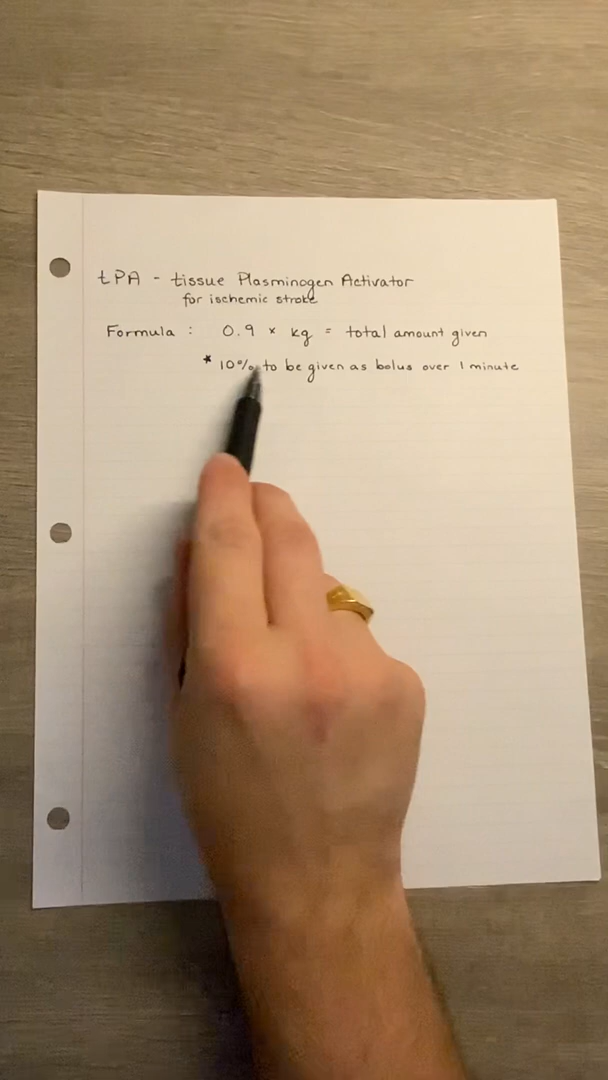 tPA - tissue Plasminogen Activator
for ischemic stroke
Formula : 0.9 × kg = total amount given
* 10% to be given as bolus over 1 minute